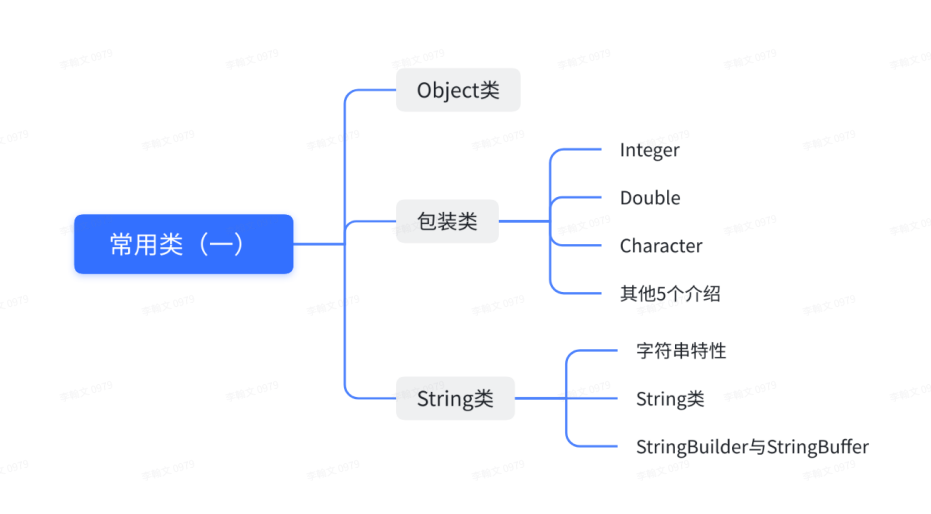 Object类
Integer
Double
包装类
常用类（一）
Character
其他5个介绍
字符串特性
String类
String类
StringBuilder与StringBuffer